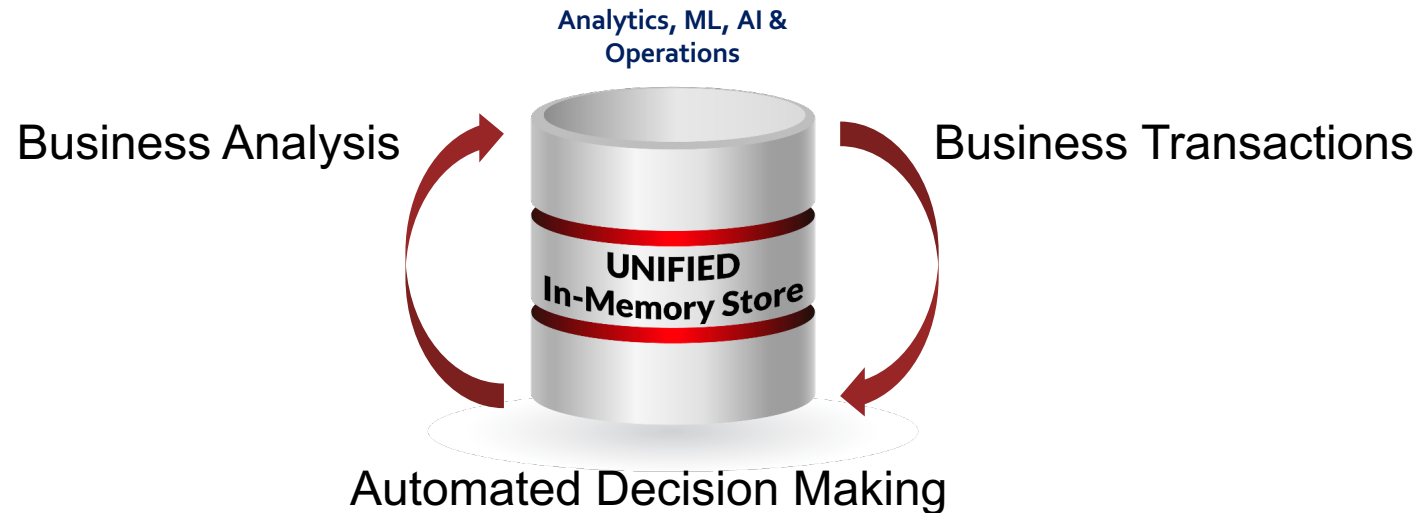 Analytics, ML, AI &
Operations
Business Analysis
Business Transactions
UNIFIED
In-Memory Store
Automated Decision Making